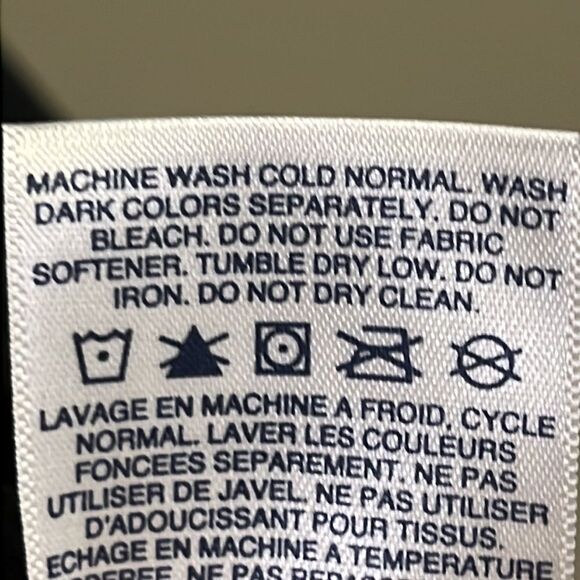 MACHINE WASH COLD NORMAL. WASH
DARK COLORS SEPARATELY. DO NOT
BLEACH. DO NOT USE FABRIC
SOFTENER. TUMBLE DRY LOW. DO NOT
IRON. DO NOT DRY CLEAN.
LAVAGE EN MACHINE A FROID, CYCLE
NORMAL. LAVER LES COULEURS
FONCEES SEPAREMENT. NE PAS
UTILISER DE JAVEL. NE PAS UTILISER
D'ADOUCISSANT POUR TISSUS.
ECHAGE EN MACHINE A TEMPERATURE
NE PAS